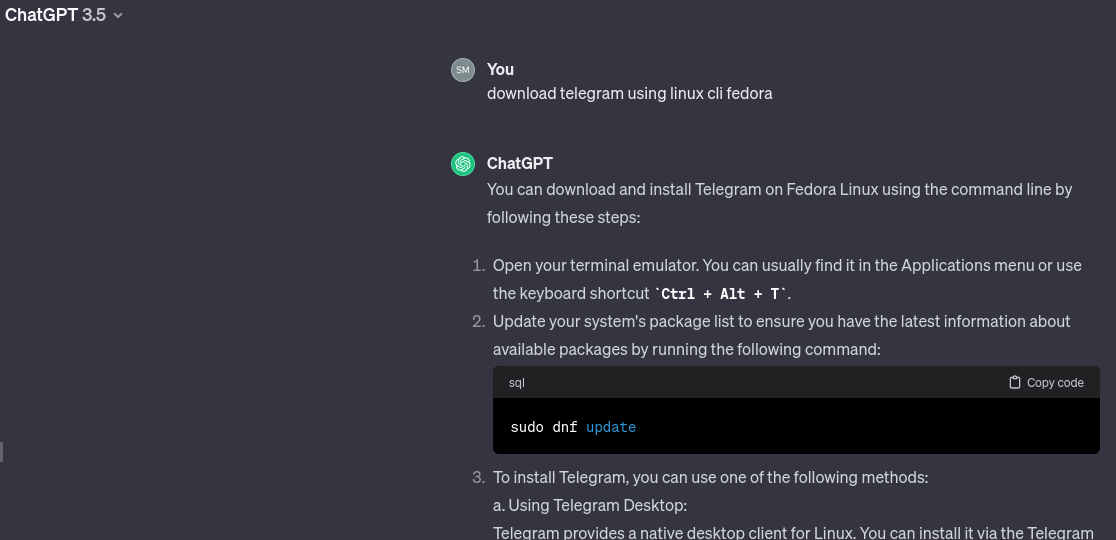 ChatGPT 3.5
SM
You
download telegram using linux cli fedora
ChatGPT
You can download and install Telegram on Fedora Linux using the command line by
following these steps:
1. Open your terminal emulator. You can usually find it in the Applications menu or use
the keyboard shortcut `Ctrl + Alt + T`.
2. Update your system's package list to ensure you have the latest information about
available packages by running the following command:
sql Copy code
sudo dnf update
3. To install Telegram, you can use one of the following methods:
a. Using Telegram Desktop:
Telegram provides a native desktop client for Linux. You can install it via the Telegram